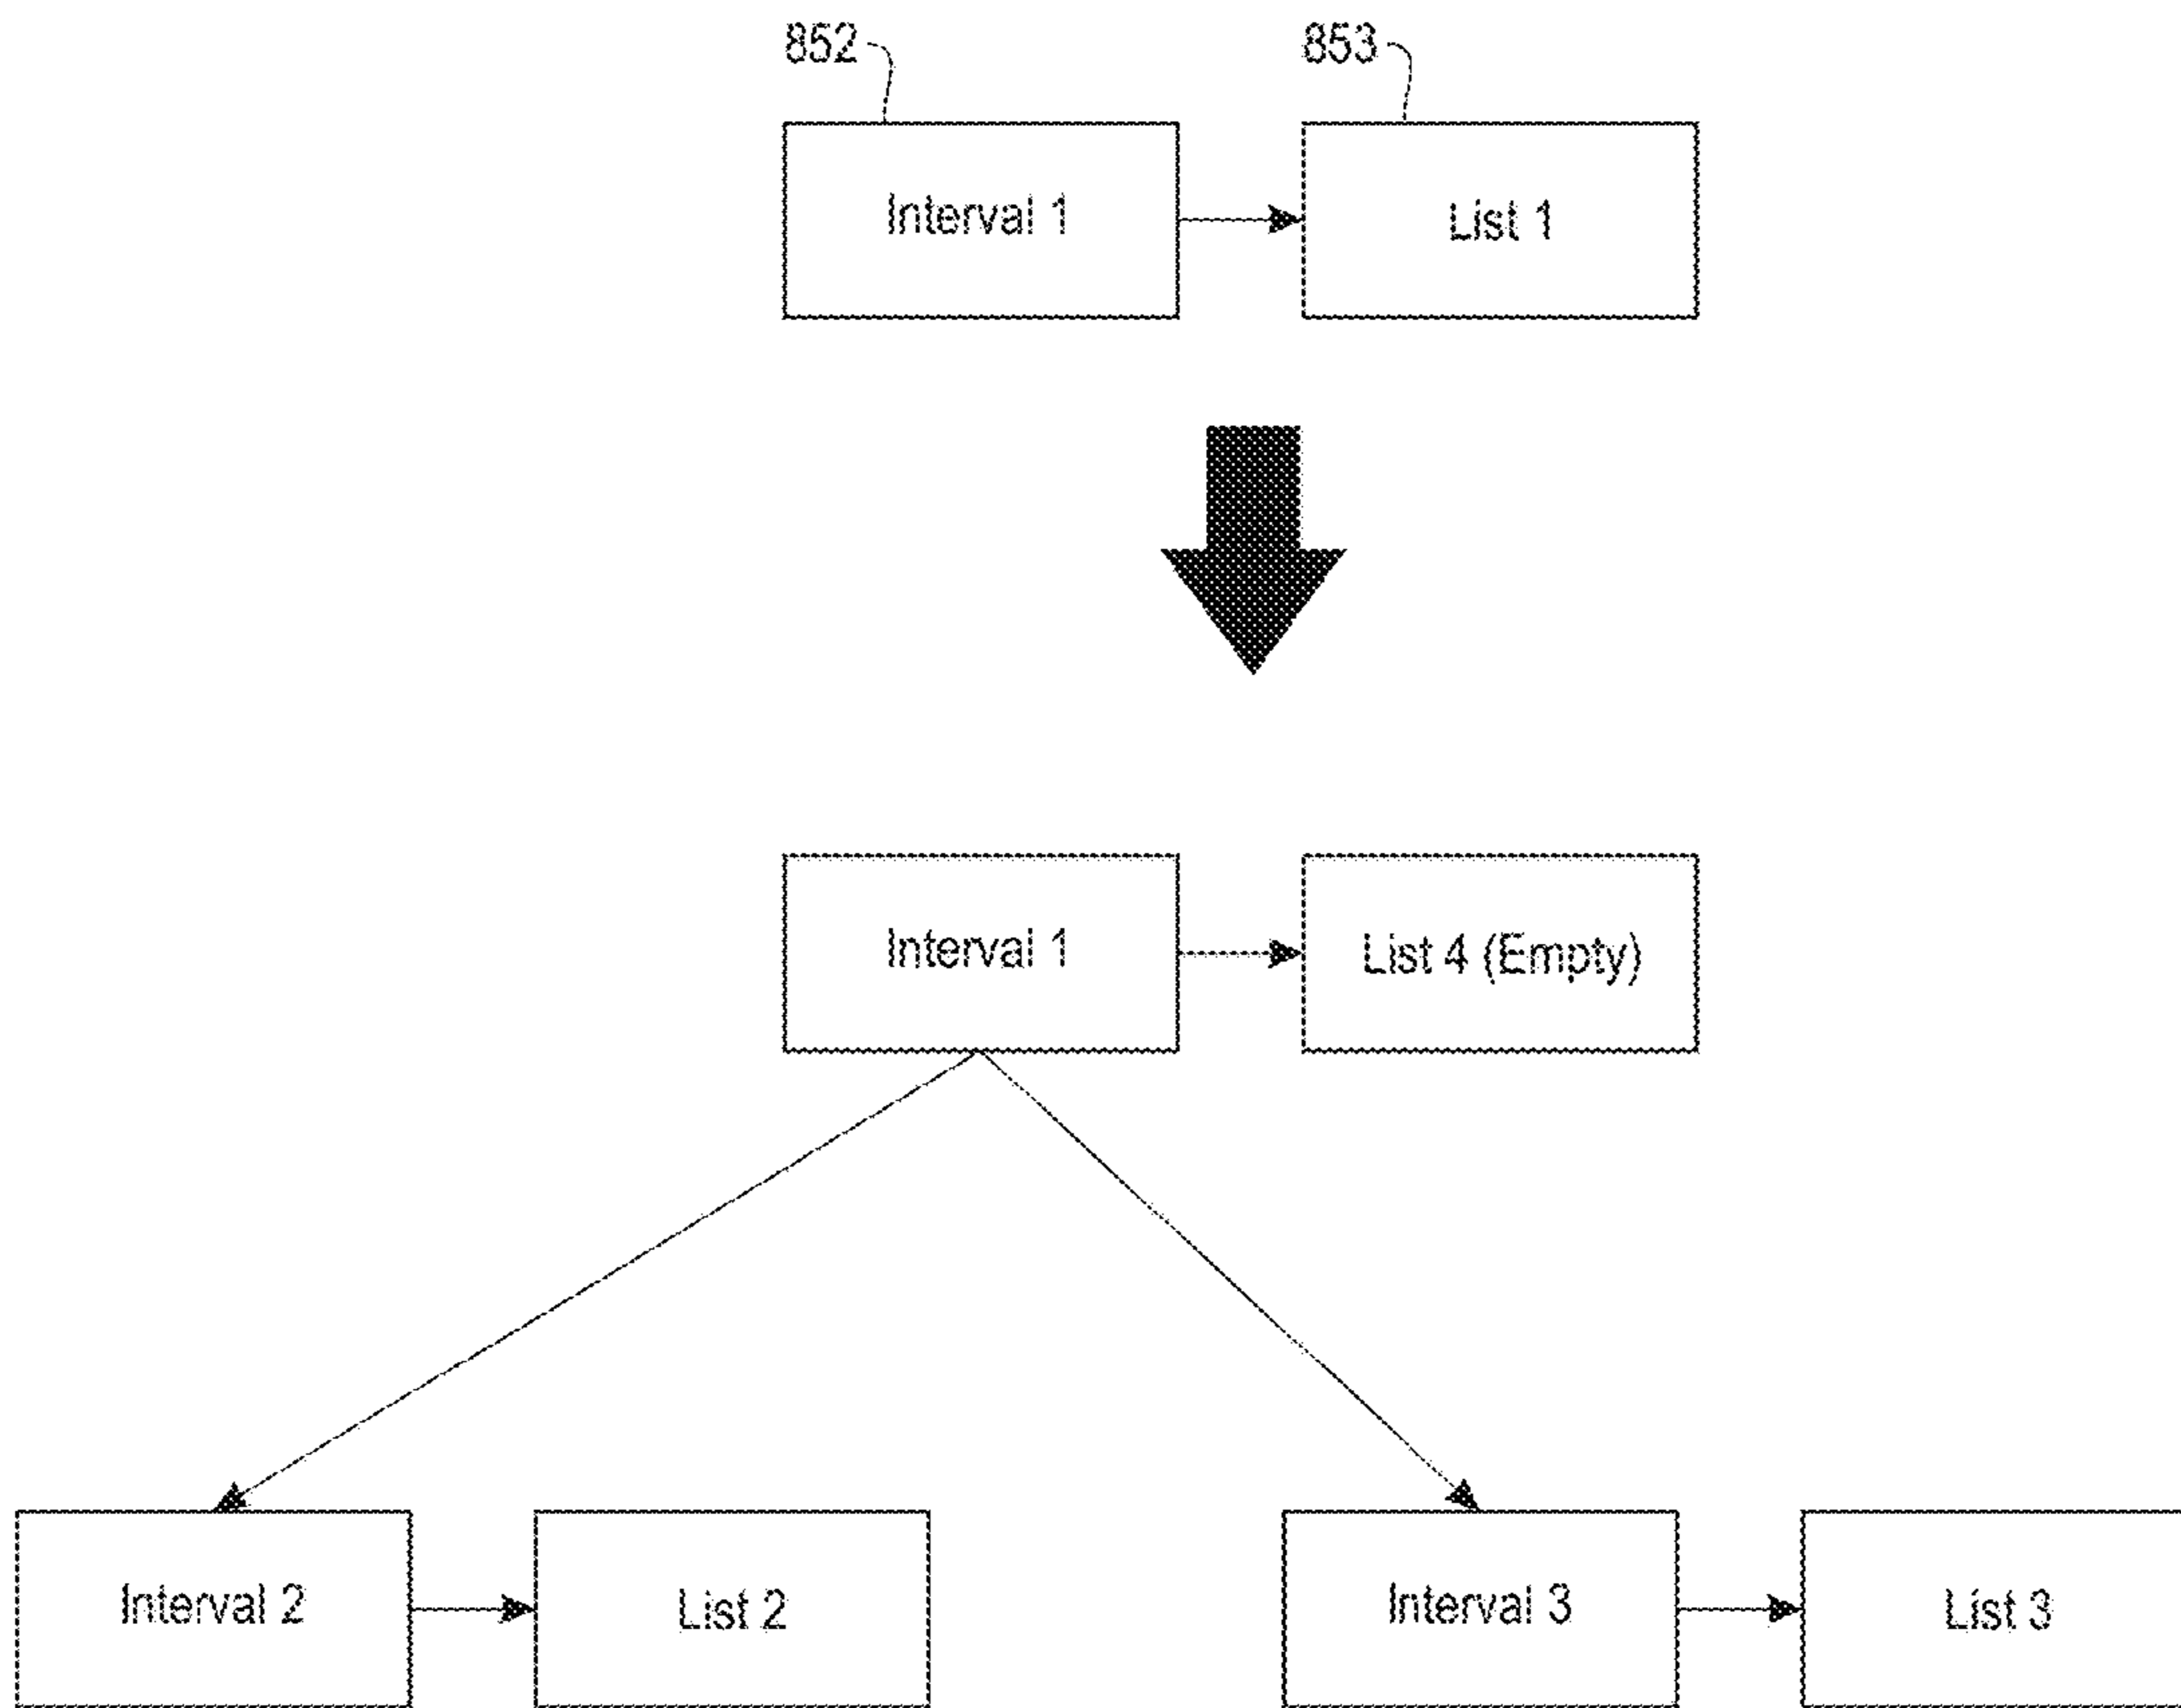 852 853
Interval 1 List 1
Interval 1 List 4 (Empty)
Interval 2 List 2 Interval 3 List 3